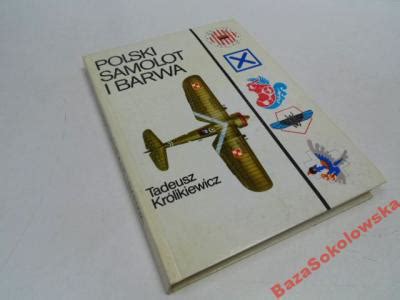 POLSKI
SAMOLOT
I BARWA
Tadeusz
Królikiewicz
BazaSokolowska